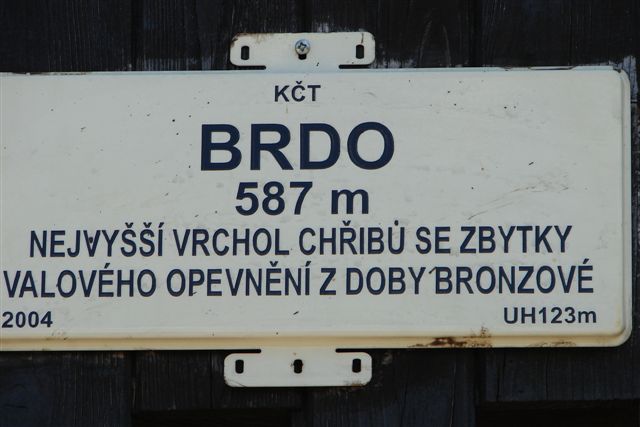 KČT
BRDO
587 m
NEJVYŠŠÍ VRCHOL CHŘIBŮ SE ZBYTKY
VALOVÉHO OPEVNĚNÍ Z DOBY BRONZOVÉ
2004 UH123m